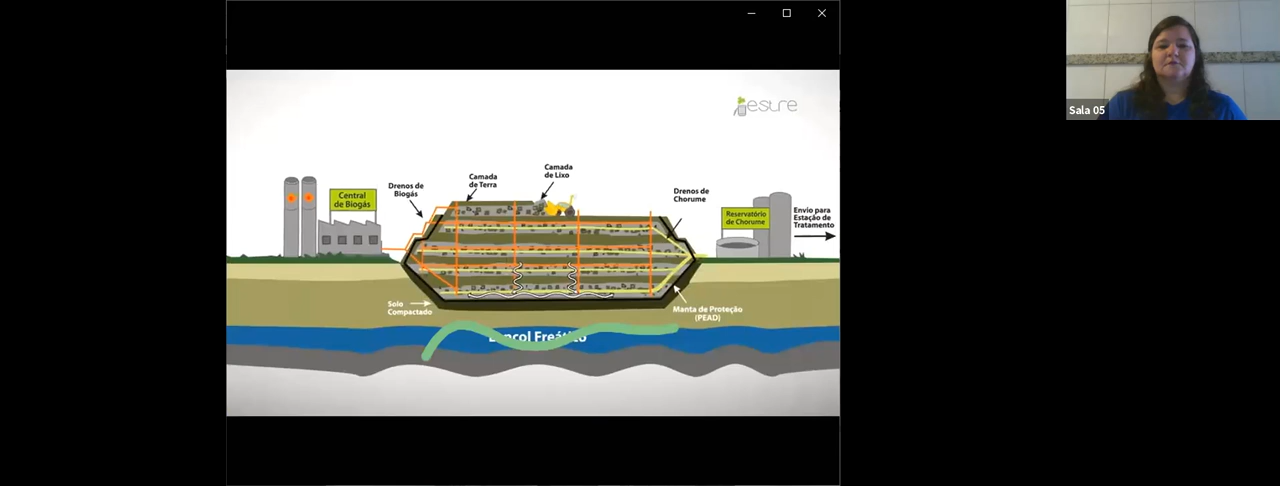 estre
Sala 05
Camada
de Lixo
Camada
de Terra
Drenos de
Biogás
Central
de Biogás
Drenos de
Chorume
Reservatório
de Chorume
Envio para
Estação de
Tratamento
Solo
Compactado
Manta de Proteção
(PEAD)
Freático